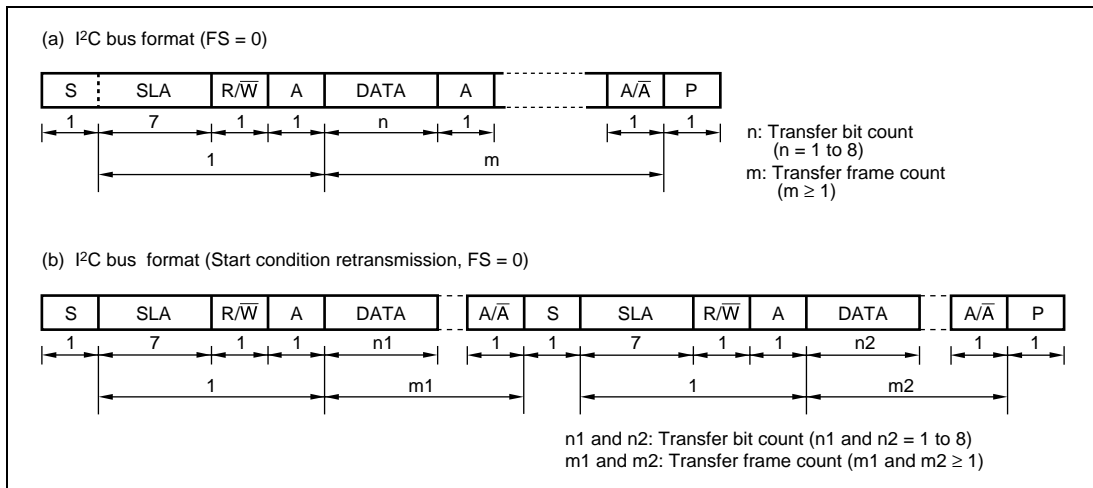 (a) I²C bus format (FS = 0)
S SLA R/W̅ A DATA A A/A̅ P
1 7 1 1 n 1 1 1
1 m
n: Transfer bit count
(n = 1 to 8)
m: Transfer frame count
(m ≥ 1)
(b) I²C bus format (Start condition retransmission, FS = 0)
S SLA R/W̅ A DATA A/A̅ S SLA R/W̅ A DATA A/A̅ P
1 7 1 1 n1 1 1 7 1 1 n2 1 1
1 m1 1 m2
n1 and n2: Transfer bit count (n1 and n2 = 1 to 8)
m1 and m2: Transfer frame count (m1 and m2 ≥ 1)